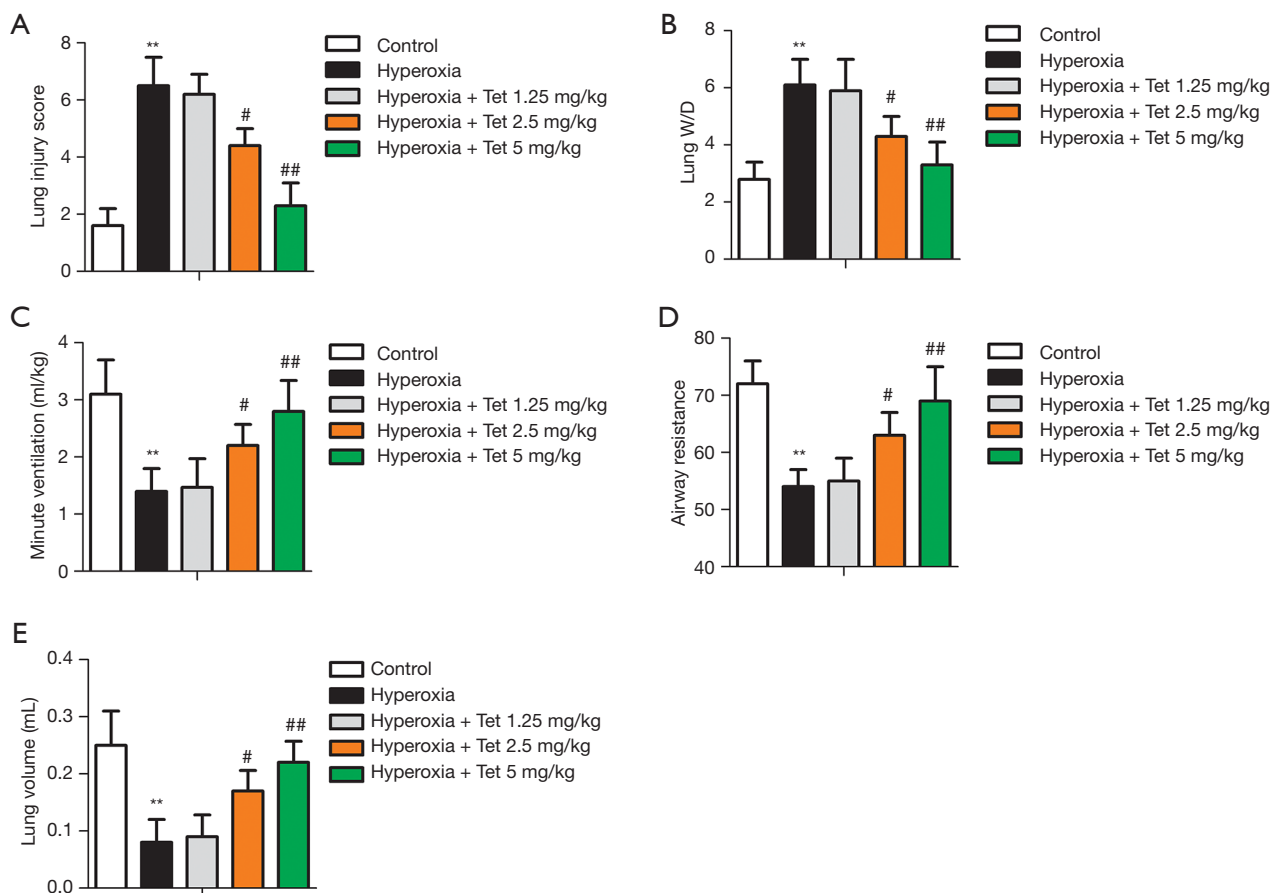 A
Lung injury score
8
6
4
2
0
**
#
##
Control
Hyperoxia
Hyperoxia + Tet 1.25 mg/kg
Hyperoxia + Tet 2.5 mg/kg
Hyperoxia + Tet 5 mg/kg
B
Lung W/D
8
6
4
2
0
**
#
##
Control
Hyperoxia
Hyperoxia + Tet 1.25 mg/kg
Hyperoxia + Tet 2.5 mg/kg
Hyperoxia + Tet 5 mg/kg
C
Minute ventilation (ml/kg)
4
3
2
1
0
**
#
##
Control
Hyperoxia
Hyperoxia + Tet 1.25 mg/kg
Hyperoxia + Tet 2.5 mg/kg
Hyperoxia + Tet 5 mg/kg
D
Airway resistance
80
70
60
50
40
**
#
##
Control
Hyperoxia
Hyperoxia + Tet 1.25 mg/kg
Hyperoxia + Tet 2.5 mg/kg
Hyperoxia + Tet 5 mg/kg
E
Lung volume (mL)
0.4
0.3
0.2
0.1
0.0
**
#
##
Control
Hyperoxia
Hyperoxia + Tet 1.25 mg/kg
Hyperoxia + Tet 2.5 mg/kg
Hyperoxia + Tet 5 mg/kg